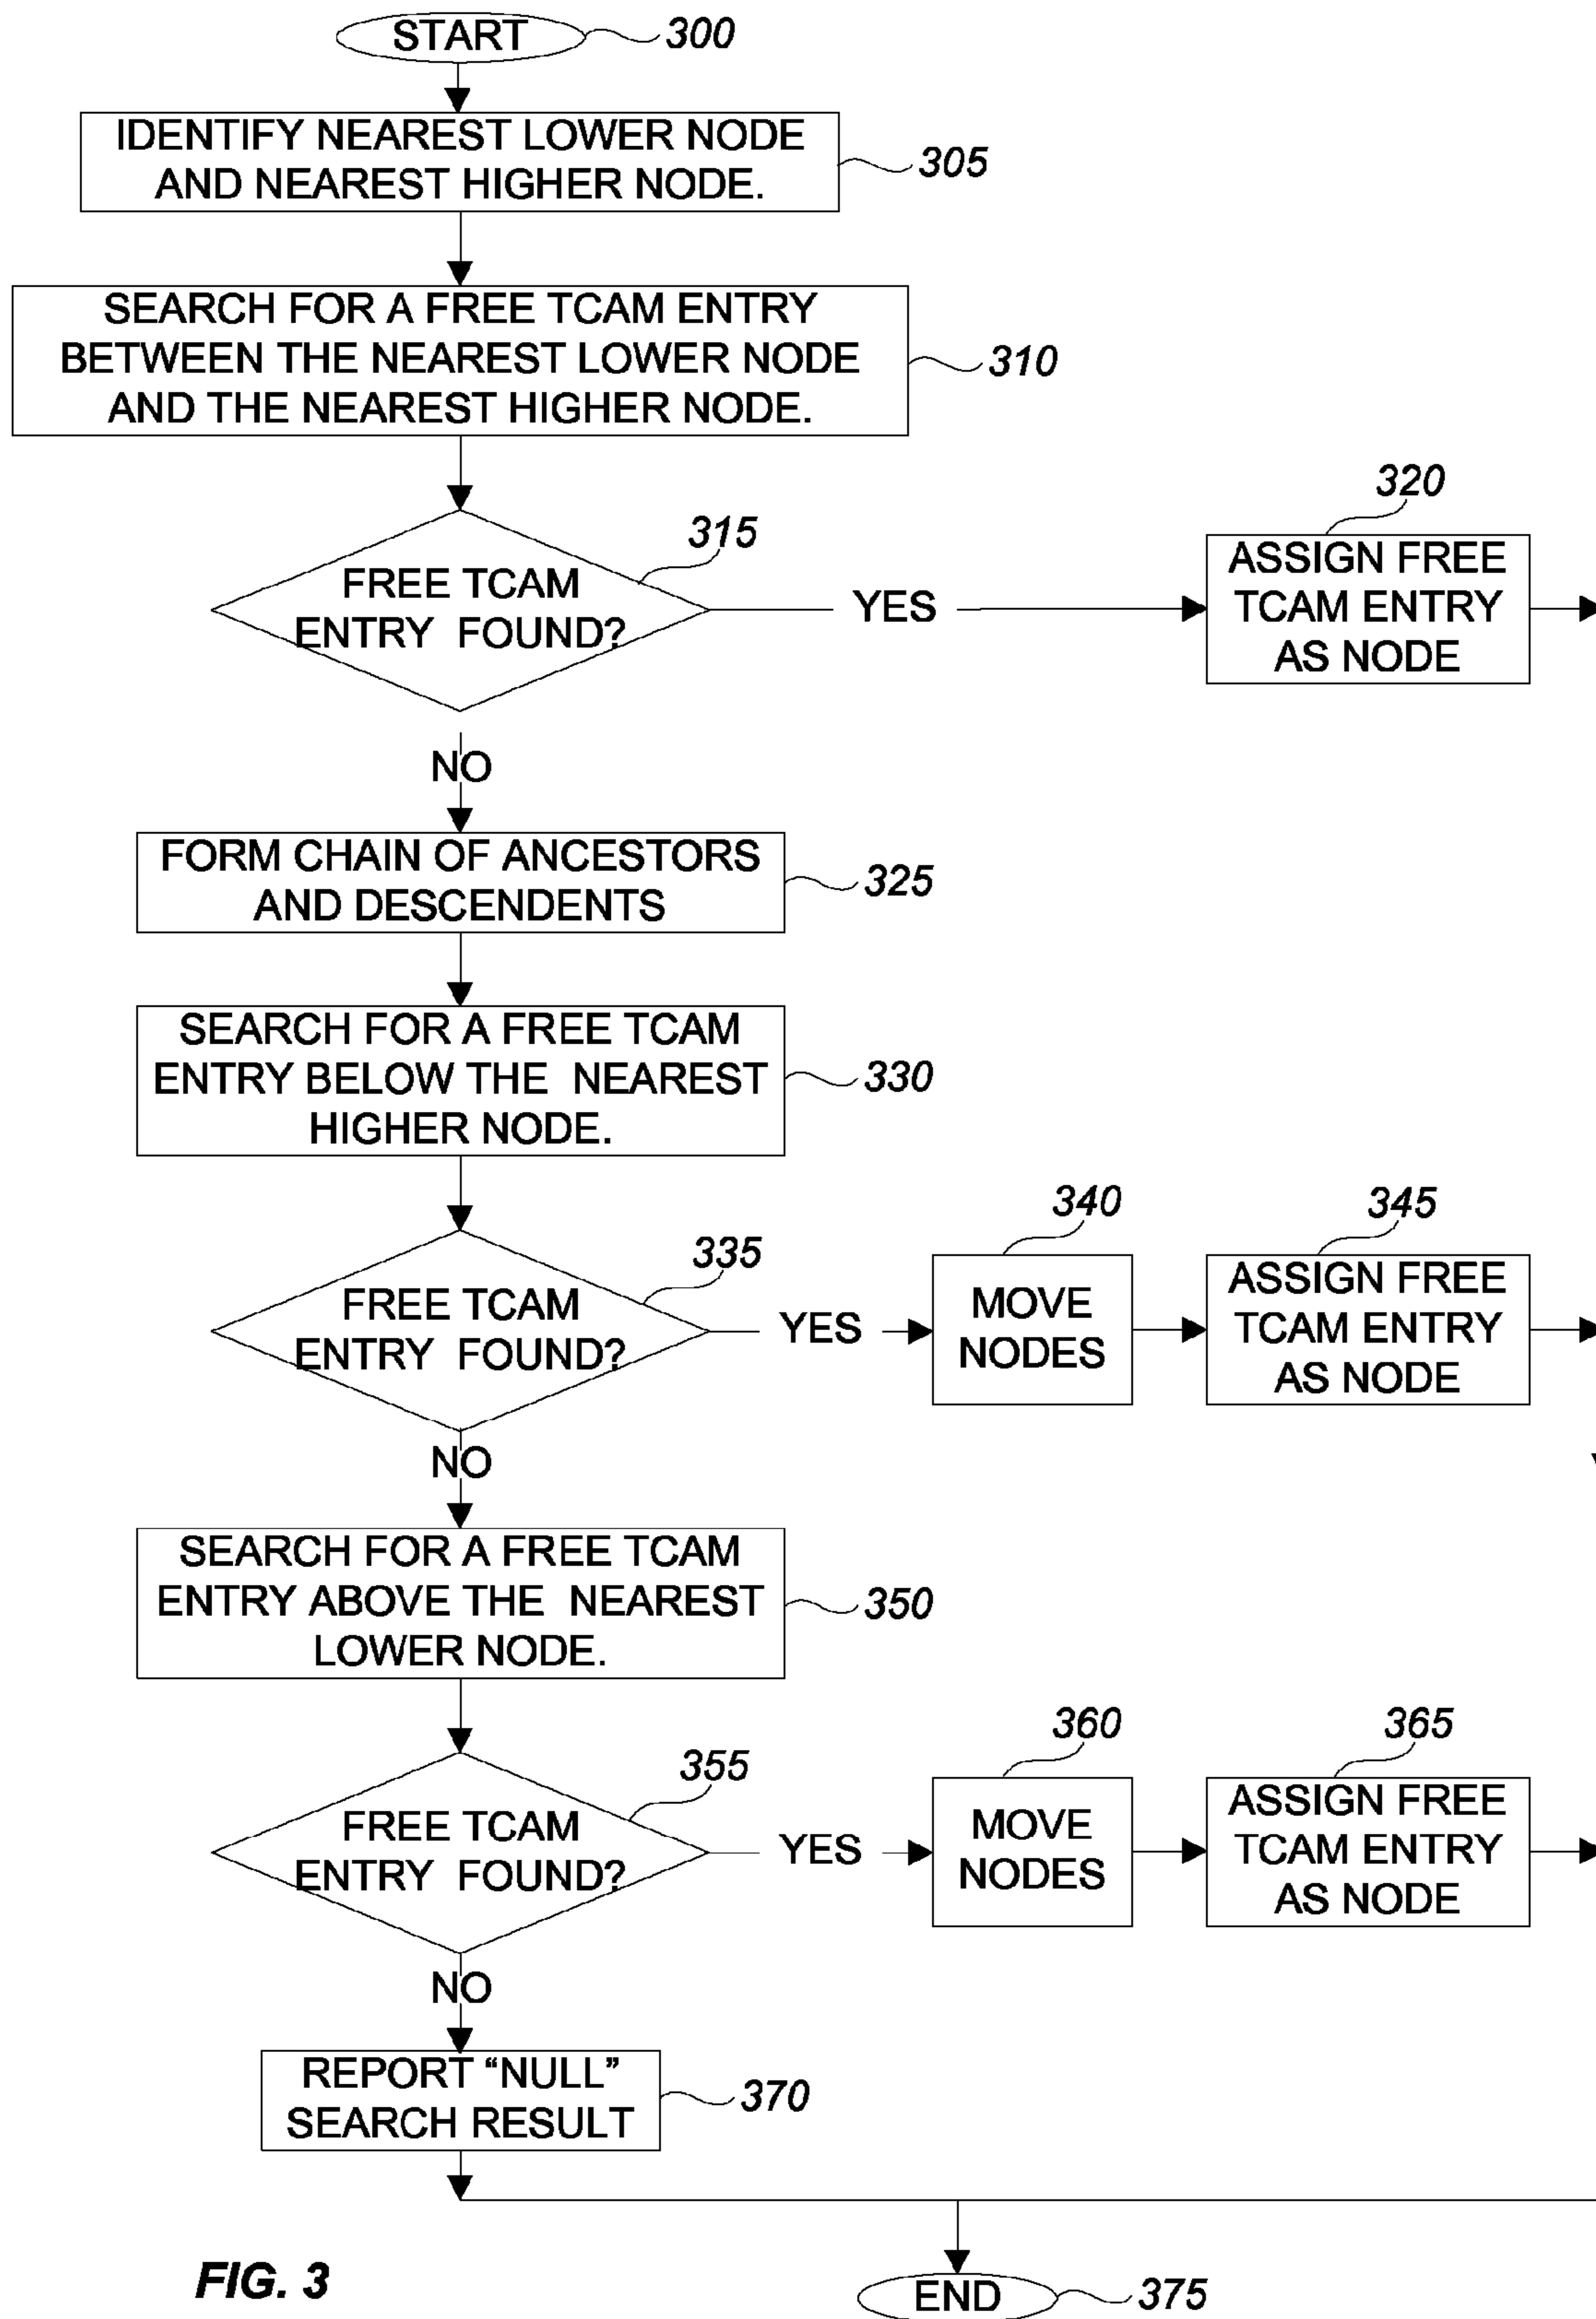 START
300
IDENTIFY NEAREST LOWER NODE
AND NEAREST HIGHER NODE.
305
SEARCH FOR A FREE TCAM ENTRY
BETWEEN THE NEAREST LOWER NODE
AND THE NEAREST HIGHER NODE.
310
FREE TCAM
ENTRY FOUND?
315
YES
320
ASSIGN FREE
TCAM ENTRY
AS NODE
NO
FORM CHAIN OF ANCESTORS
AND DESCENDENTS
325
SEARCH FOR A FREE TCAM
ENTRY BELOW THE NEAREST
HIGHER NODE.
330
FREE TCAM
ENTRY FOUND?
335
YES
340
MOVE
NODES
345
ASSIGN FREE
TCAM ENTRY
AS NODE
NO
SEARCH FOR A FREE TCAM
ENTRY ABOVE THE NEAREST
LOWER NODE.
350
FREE TCAM
ENTRY FOUND?
355
YES
360
MOVE
NODES
365
ASSIGN FREE
TCAM ENTRY
AS NODE
NO
REPORT “NULL”
SEARCH RESULT
370
END
375
FIG. 3